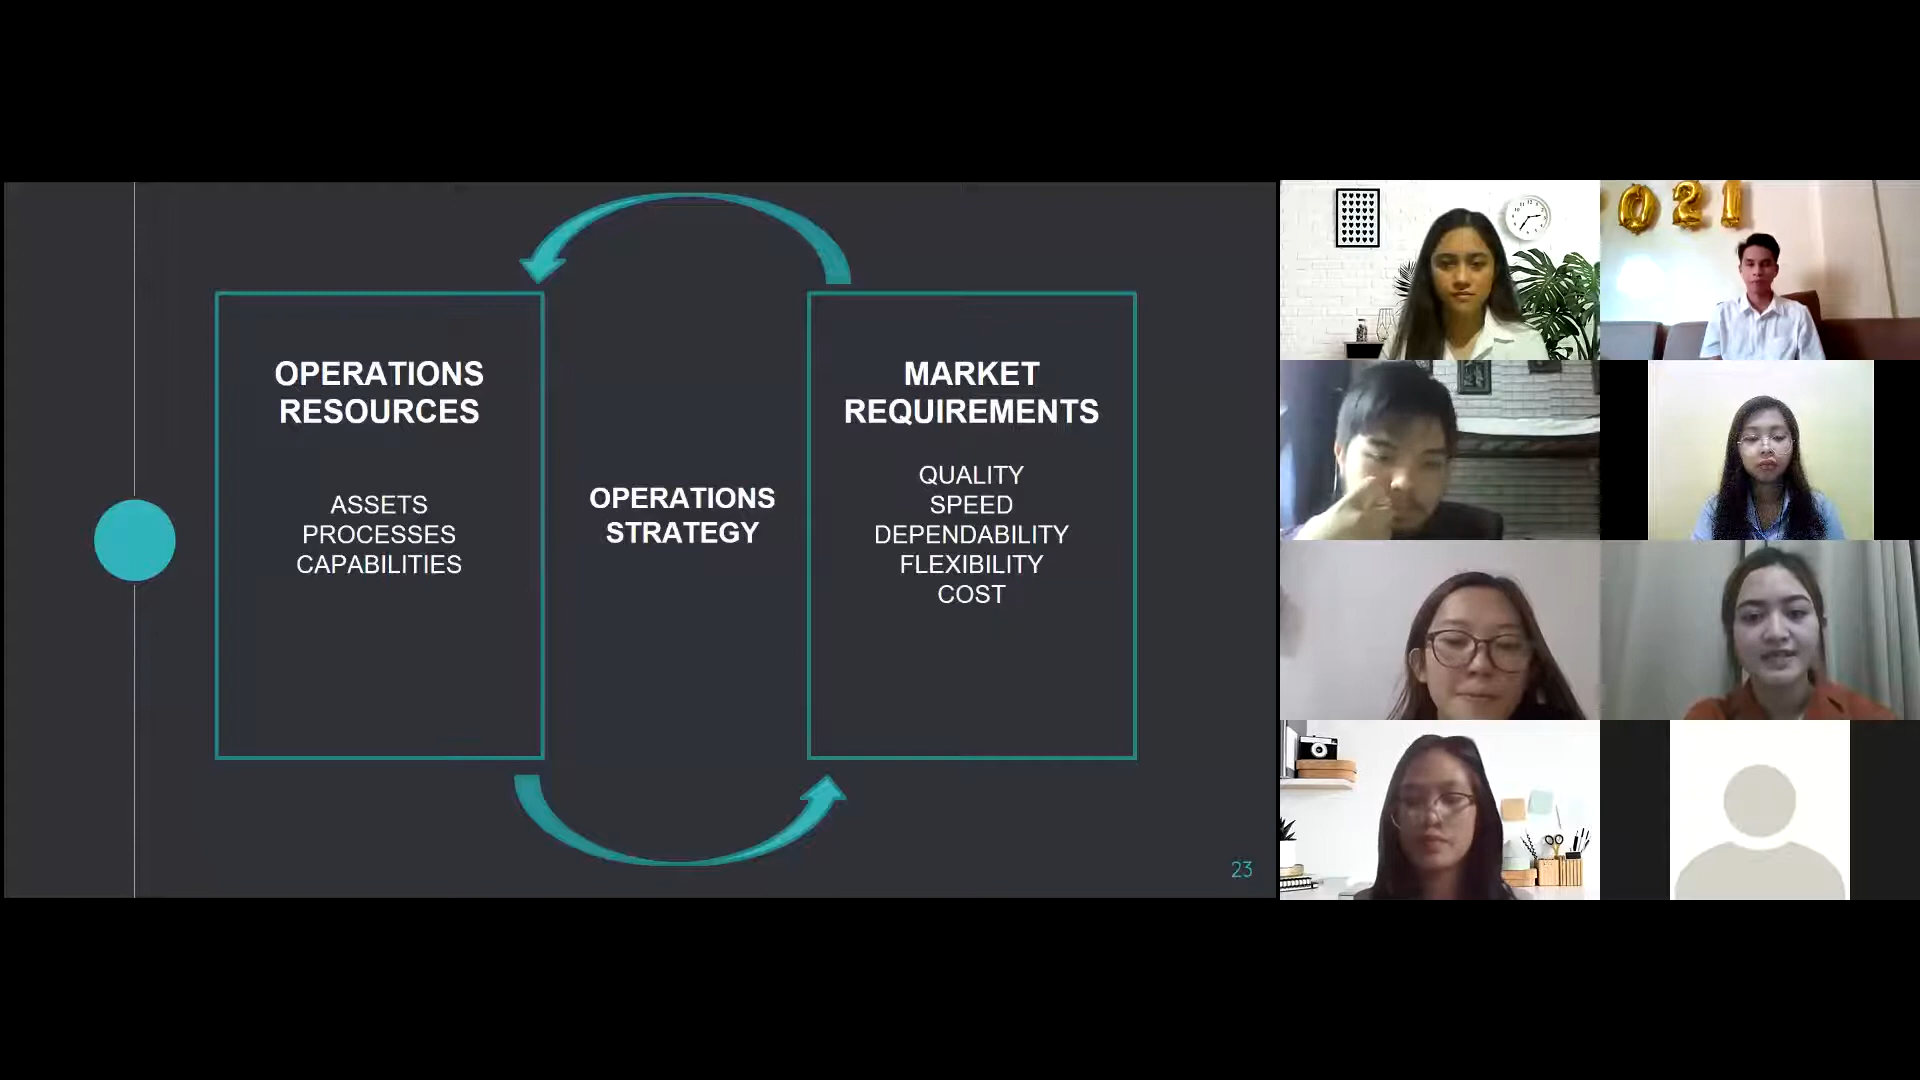 OPERATIONS
RESOURCES
ASSETS
PROCESSES
CAPABILITIES
OPERATIONS
STRATEGY
MARKET
REQUIREMENTS
QUALITY
SPEED
DEPENDABILITY
FLEXIBILITY
COST
23
021